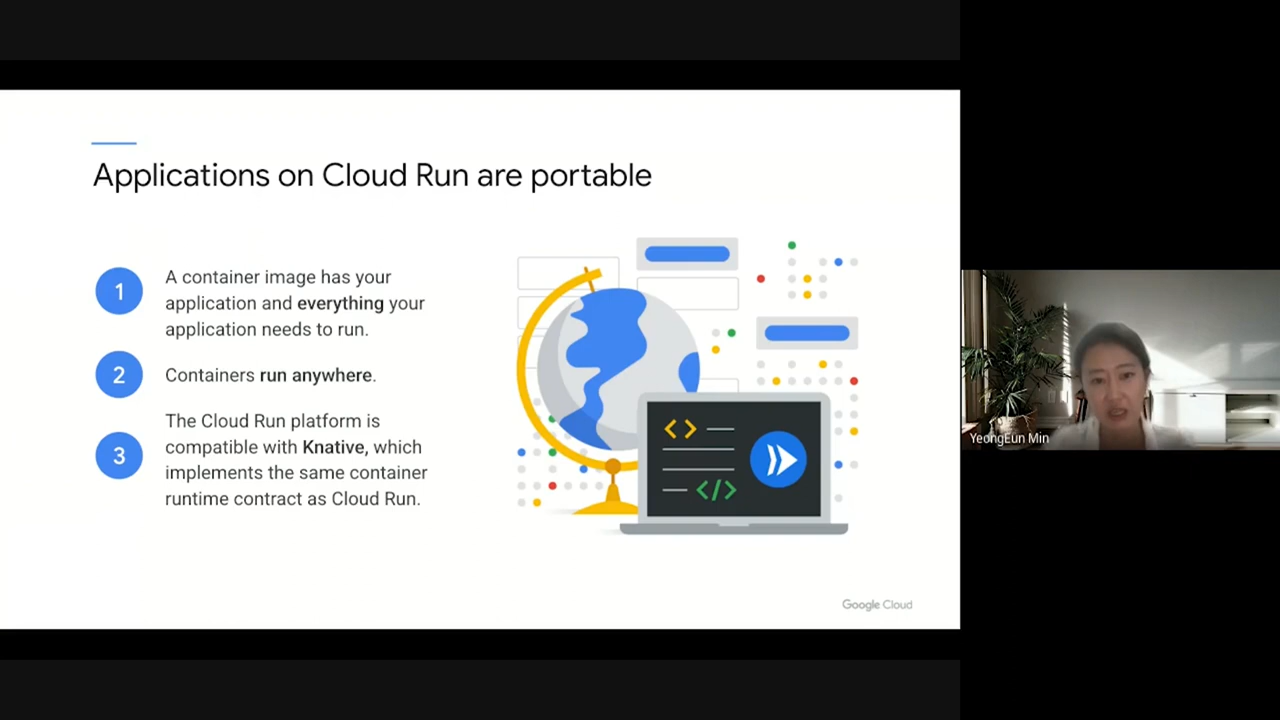 Applications on Cloud Run are portable
1
A container image has your
application and everything your
application needs to run.
2
Containers run anywhere.
3
The Cloud Run platform is
compatible with Knative, which
implements the same container
runtime contract as Cloud Run.
< >
</>
Google Cloud
YeongEun Min